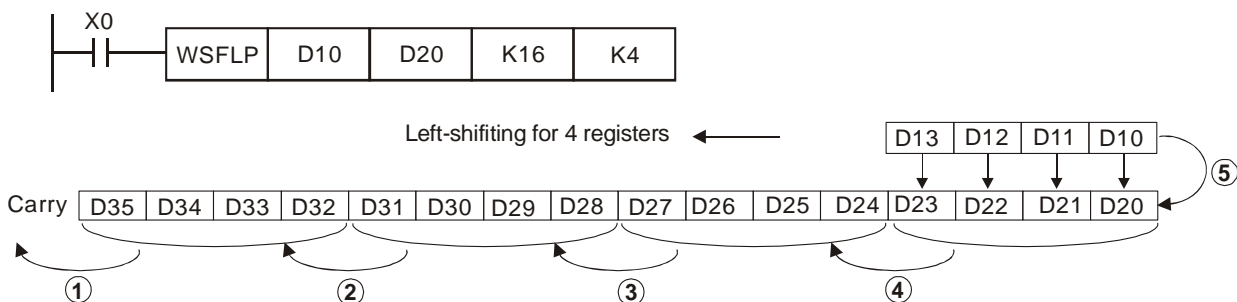 X0
WSFLP D10 D20 K16 K4
Left-shifiting for 4 registers
D13 D12 D11 D10
⑤
Carry D35 D34 D33 D32 D31 D30 D29 D28 D27 D26 D25 D24 D23 D22 D21 D20
① ② ③ ④